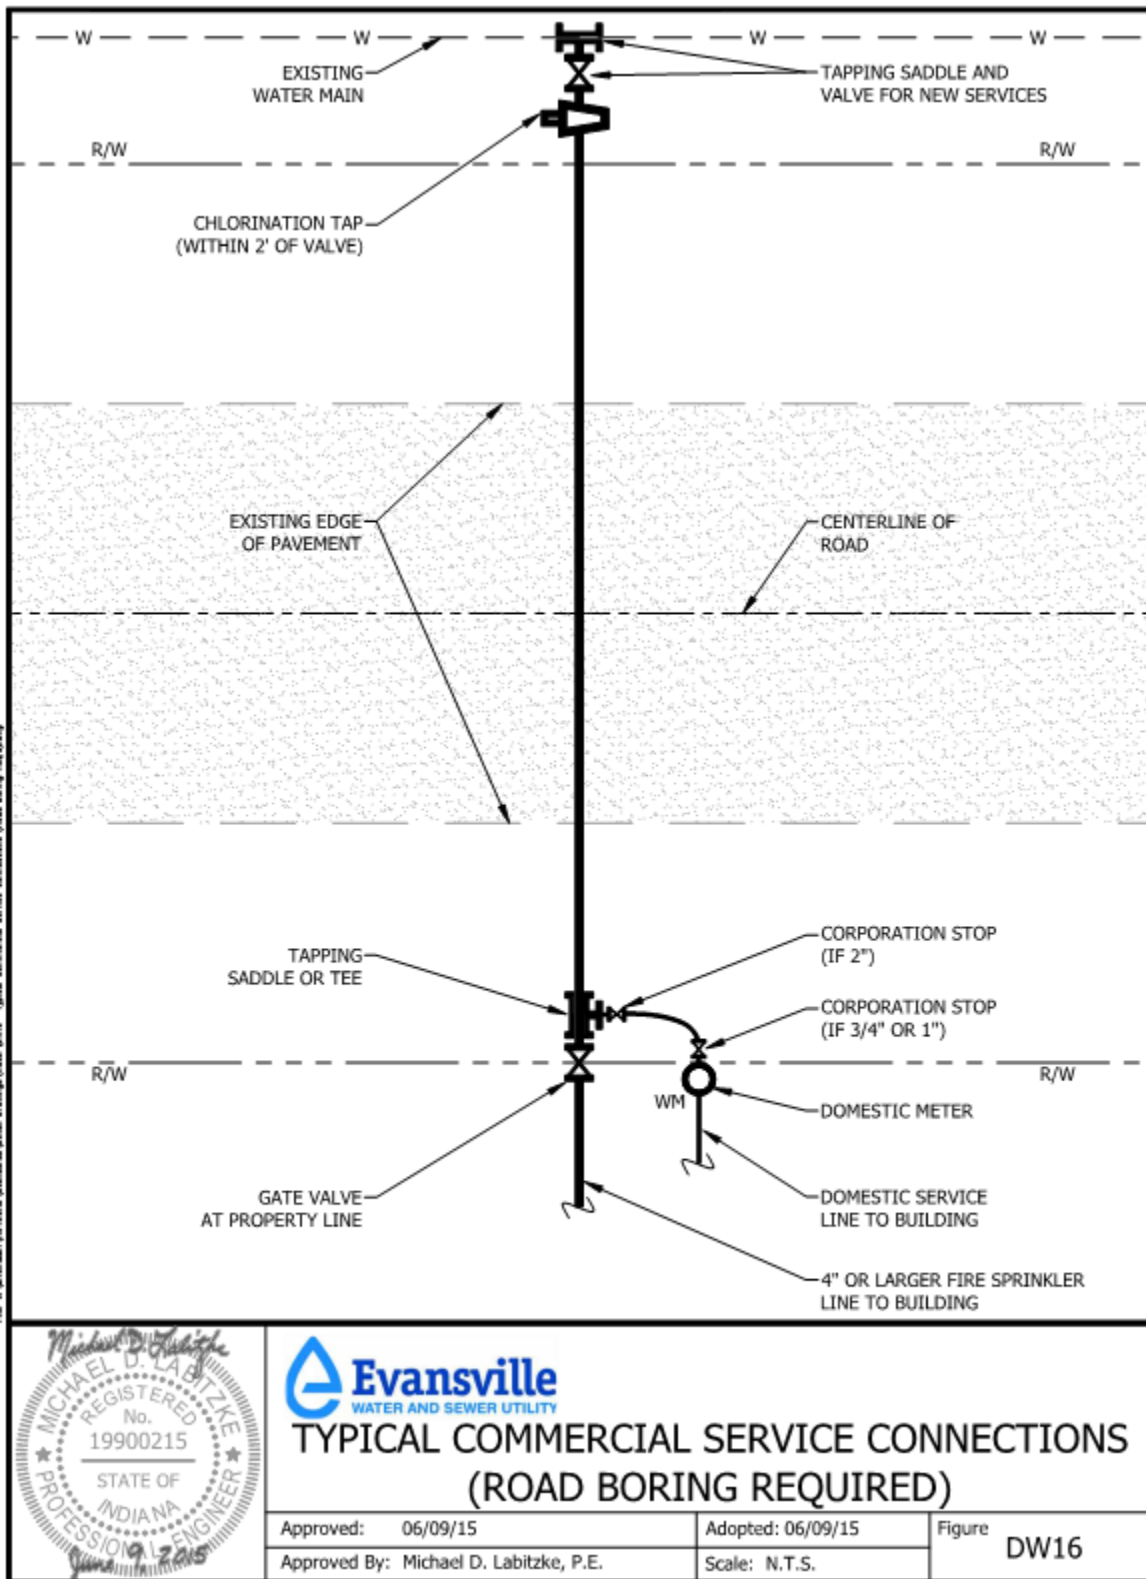 W W W W
EXISTING
WATER MAIN
TAPPING SADDLE AND
VALVE FOR NEW SERVICES
R/W R/W
CHLORINATION TAP
(WITHIN 2' OF VALVE)
EXISTING EDGE
OF PAVEMENT
CENTERLINE OF
ROAD
TAPPING
SADDLE OR TEE
CORPORATION STOP
(IF 2")
CORPORATION STOP
(IF 3/4" OR 1")
R/W R/W
WM
DOMESTIC METER
GATE VALVE
AT PROPERTY LINE
DOMESTIC SERVICE
LINE TO BUILDING
4" OR LARGER FIRE SPRINKLER
LINE TO BUILDING
Michael D. Labitzke
MICHAEL D. LABITZKE
REGISTERED
No.
19900215
STATE OF
INDIANA
PROFESSIONAL ENGINEER
June 9, 2015
Evansville
WATER AND SEWER UTILITY
TYPICAL COMMERCIAL SERVICE CONNECTIONS
(ROAD BORING REQUIRED)
Approved: 06/09/15
Adopted: 06/09/15
Figure
DW16
Approved By: Michael D. Labitzke, P.E.
Scale: N.T.S.